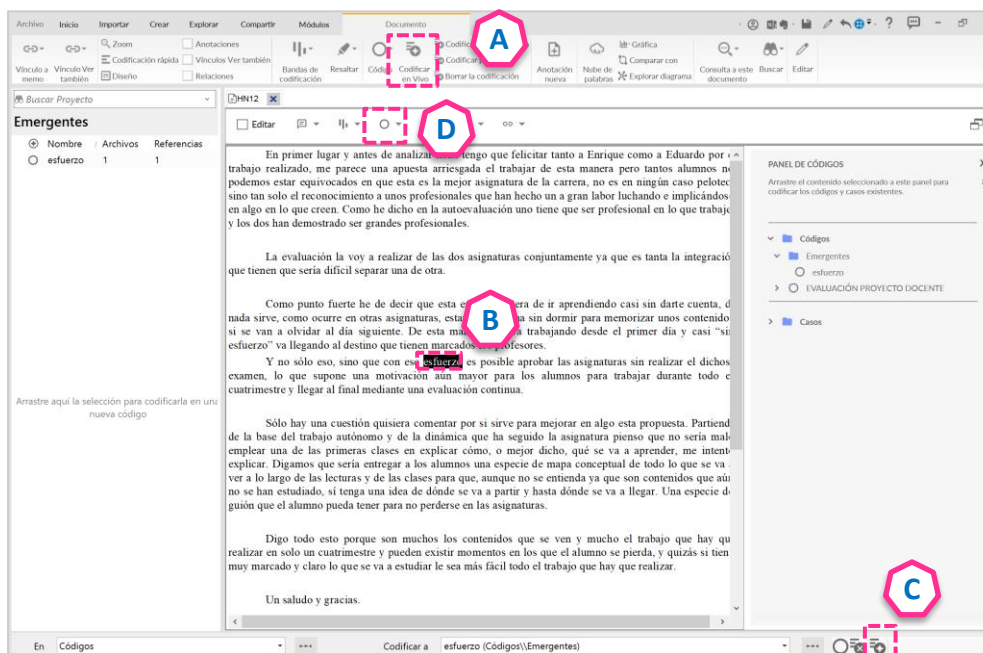 Archivo Inicio Importar Crear Explorar Compartir Módulos Documento
Vínculo a memo
Vínculo Ver también
Zoom
Codificación rápida
Diseño
Anotaciones
Vínculos Ver también
Relaciones
Bandas de codificación
Resaltar
Código
Codificar en Vivo
Borrar la codificación
Anotación nueva
Nube de palabras
Gráfica
Comparar con
Explorar diagrama
Consulta a este documento
Buscar
Editar
A
Buscar Proyecto
HN12
Emergentes
Nombre Archivos Referencias
esfuerzo 1 1
Arrastre aquí la selección para codificarla en una
nueva código
Editar
D
En primer lugar y antes de analizar tengo que felicitar tanto a Enrique como a Eduardo por
trabajo realizado, me parece una apuesta arriesgada el trabajar de esta manera pero tantos alumnos no
podemos estar equivocados en que esta es la mejor asignatura de la carrera, no es en ningún caso peloteo
sino tan solo el reconocimiento a unos profesionales que han hecho un a gran labor luchando e implicándos
en algo en lo que creen. Como he dicho en la autoevaluación uno tiene que ser profesional en lo que trabaja
y los dos han demostrado ser grandes profesionales.
La evaluación la voy a realizar de las dos asignaturas conjuntamente ya que es tanta la integració
que tienen que sería difícil separar una de otra.
Como punto fuerte he de decir que esta es era de ir aprendiendo casi sin darte cuenta, d
nada sirve, como ocurre en otras asignaturas, esta a sin dormir para memorizar unos contenido
si se van a olvidar al día siguiente. De esta ma trabajando desde el primer día y casi “si
esfuerzo” va llegando al destino que tienen marcados profesores.
Y no sólo eso, sino que con ese esfuerzo es posible aprobar las asignaturas sin realizar el dichos
examen, lo que supone una motivación aún mayor para los alumnos para trabajar durante todo e
cuatrimestre y llegar al final mediante una evaluación continua.
Sólo hay una cuestión quisiera comentar por si sirve para mejorar en algo esta propuesta. Partiend
de la base del trabajo autónomo y de la dinámica que ha seguido la asignatura pienso que no sería mal
emplear una de las primeras clases en explicar cómo, o mejor dicho, qué se va a aprender, me intent
explicar. Digamos que sería entregar a los alumnos una especie de mapa conceptual de todo lo que se va
ver a lo largo de las lecturas y de las clases para que, aunque no se entienda ya que son contenidos que aú
no se han estudiado, sí tenga una idea de dónde se va a partir y hasta dónde se va a llegar. Una especie d
guión que el alumno pueda tener para no perderse en las asignaturas.
Digo todo esto porque son muchos los contenidos que se ven y mucho el trabajo que hay qu
realizar en solo un cuatrimestre y pueden existir momentos en los que el alumno se pierda, y quizás si tien
muy marcado y claro lo que se va a estudiar le sea más fácil todo el trabajo que hay que realizar.
Un saludo y gracias.
B
PANEL DE CÓDIGOS
Arrastre el contenido seleccionado a este panel para
codificar los códigos y casos existentes.
Códigos
Emergentes
esfuerzo
EVALUACIÓN PROYECTO DOCENTE
Casos
C
En Códigos Codificar a esfuerzo (Códigos\\Emergentes)